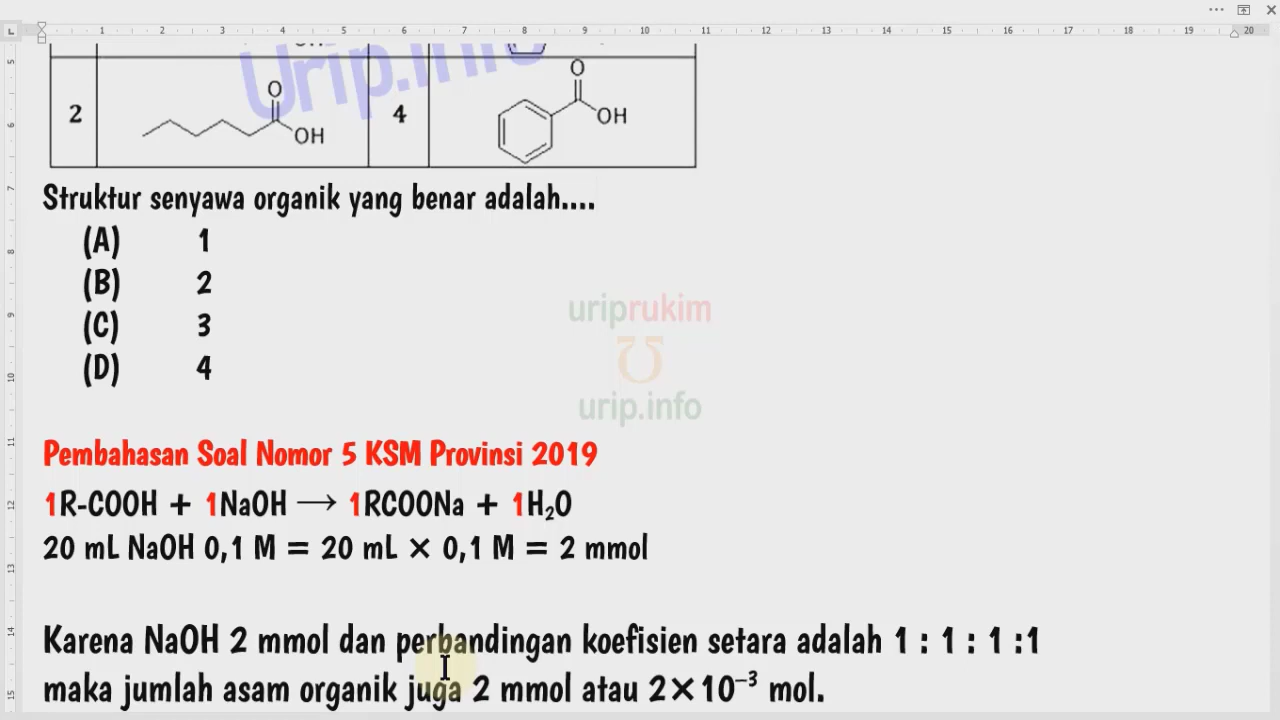 Urip.info
O
O
2
OH
4
OH
Struktur senyawa organik yang benar adalah....
(A) 1
(B) 2
(C) 3
(D) 4
uriprukim
urip.info
Pembahasan Soal Nomor 5 KSM Provinsi 2019
1R-COOH + 1NaOH ⟶ 1RCOONa + 1H₂O
20 mL NaOH 0,1 M = 20 mL × 0,1 M = 2 mmol
Karena NaOH 2 mmol dan perbandingan koefisien setara adalah 1 : 1 : 1 :1
maka jumlah asam organik juga 2 mmol atau 2×10⁻³ mol.